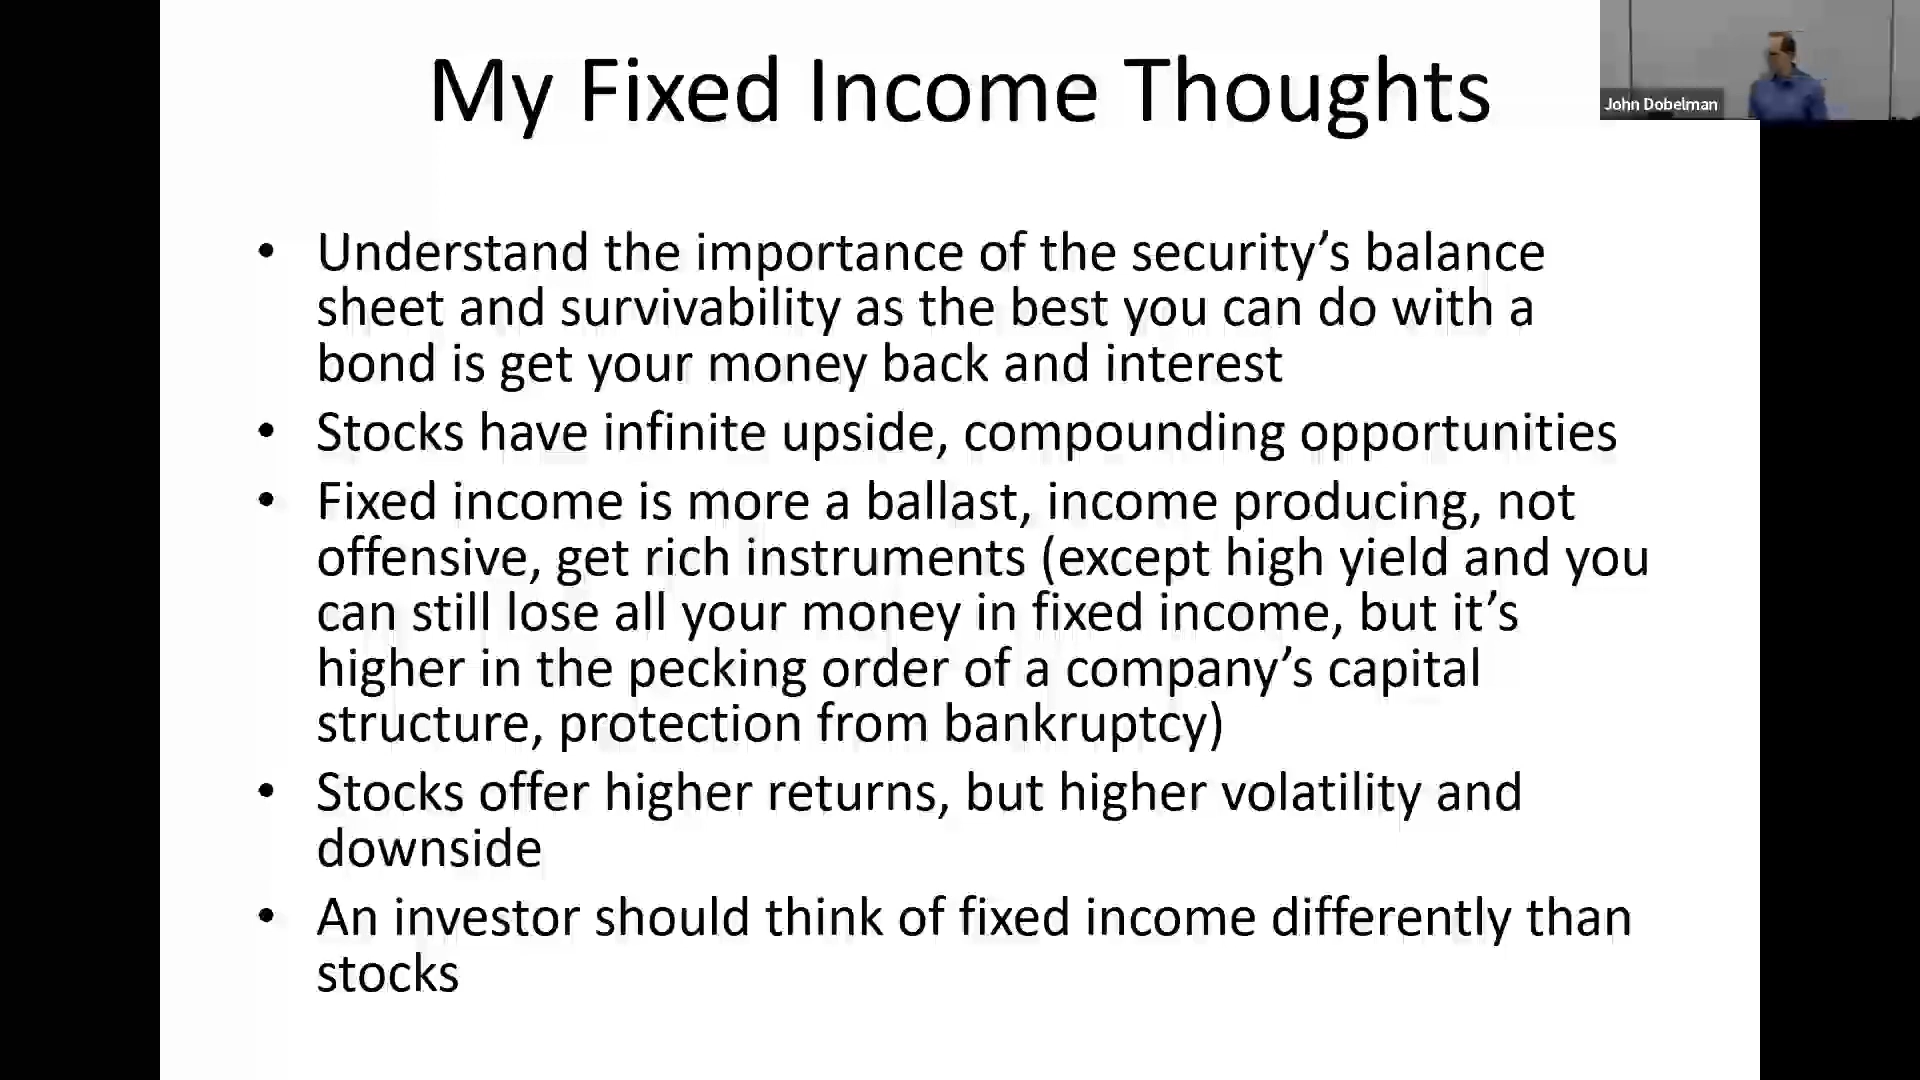 My Fixed Income Thoughts
John Dobelman
• Understand the importance of the security’s balance
sheet and survivability as the best you can do with a
bond is get your money back and interest
• Stocks have infinite upside, compounding opportunities
• Fixed income is more a ballast, income producing, not
offensive, get rich instruments (except high yield and you
can still lose all your money in fixed income, but it’s
higher in the pecking order of a company’s capital
structure, protection from bankruptcy)
• Stocks offer higher returns, but higher volatility and
downside
• An investor should think of fixed income differently than
stocks